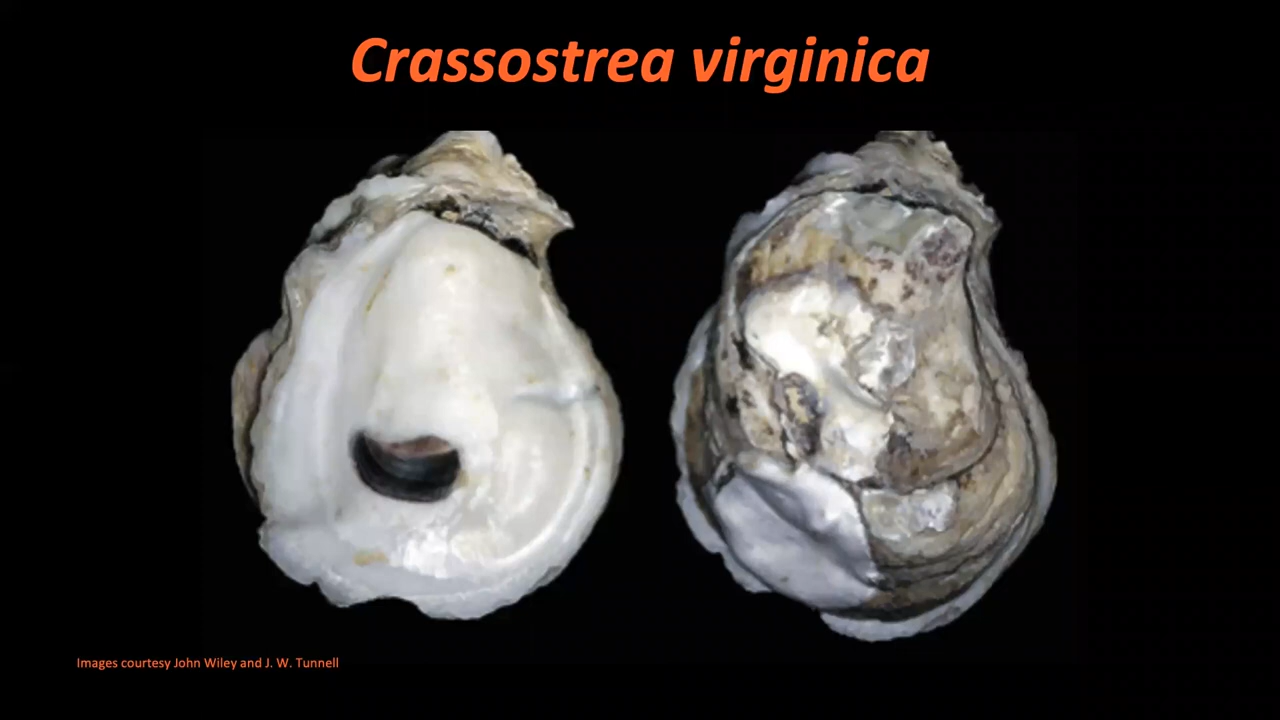 Crassostrea virginica
Images courtesy John Wiley and J. W. Tunnell